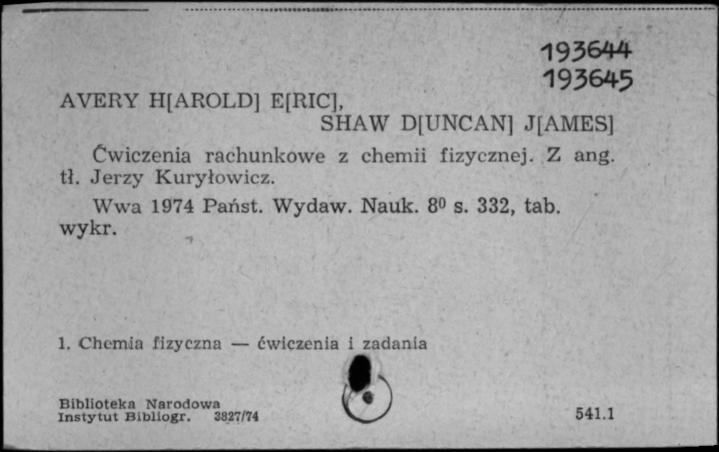 193644
193645
AVERY H[AROLD] E[RIC],
SHAW D[UNCAN] J[AMES]
Ćwiczenia rachunkowe z chemii fizycznej. Z ang.
tł. Jerzy Kuryłowicz.
Wwa 1974 Państ. Wydaw. Nauk. 8⁰ s. 332, tab.
wykr.
1. Chemia fizyczna — ćwiczenia i zadania
Biblioteka Narodowa
Instytut Bibliogr. 3827/74
541.1